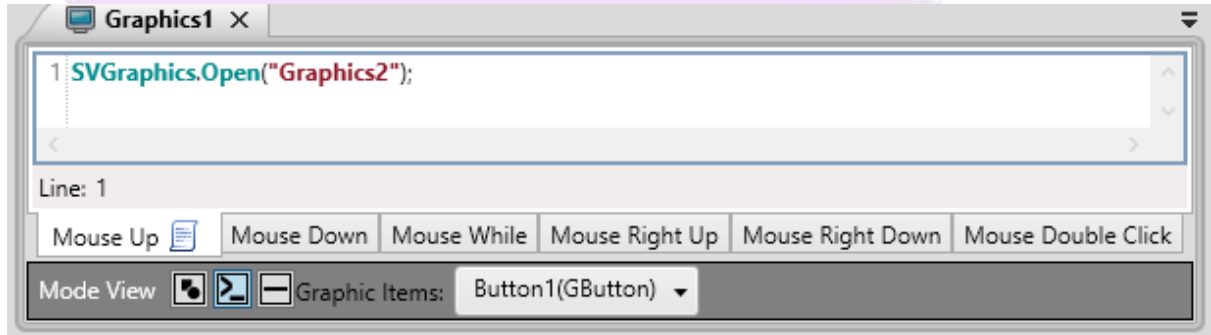 Graphics1
1 SVGraphics.Open("Graphics2");
Line: 1
Mouse Up Mouse Down Mouse While Mouse Right Up Mouse Right Down Mouse Double Click
Mode View Graphic Items: Button1(GButton)